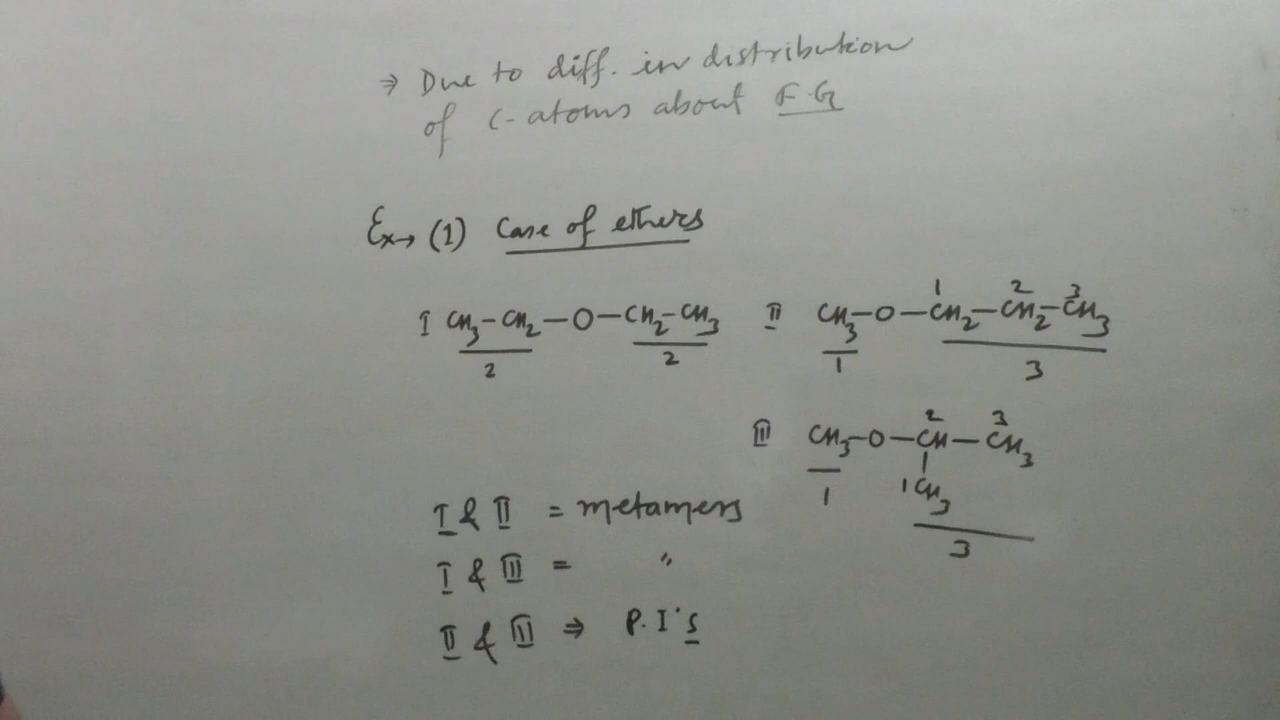 ⇒ Due to diff. in distribution
of C-atoms about F.G
Ex→ (1) Case of ethers
I CH₃-CH₂-O-CH₂-CH₃ II CH₃-O-CH₂-CH₂-CH₃
1 2 3
2 2 1 3
III CH₃-O-CH-CH₃
2 3
1 CH₃
1 3
I & II = metamers
I & III = "
II & III ⇒ P.I's